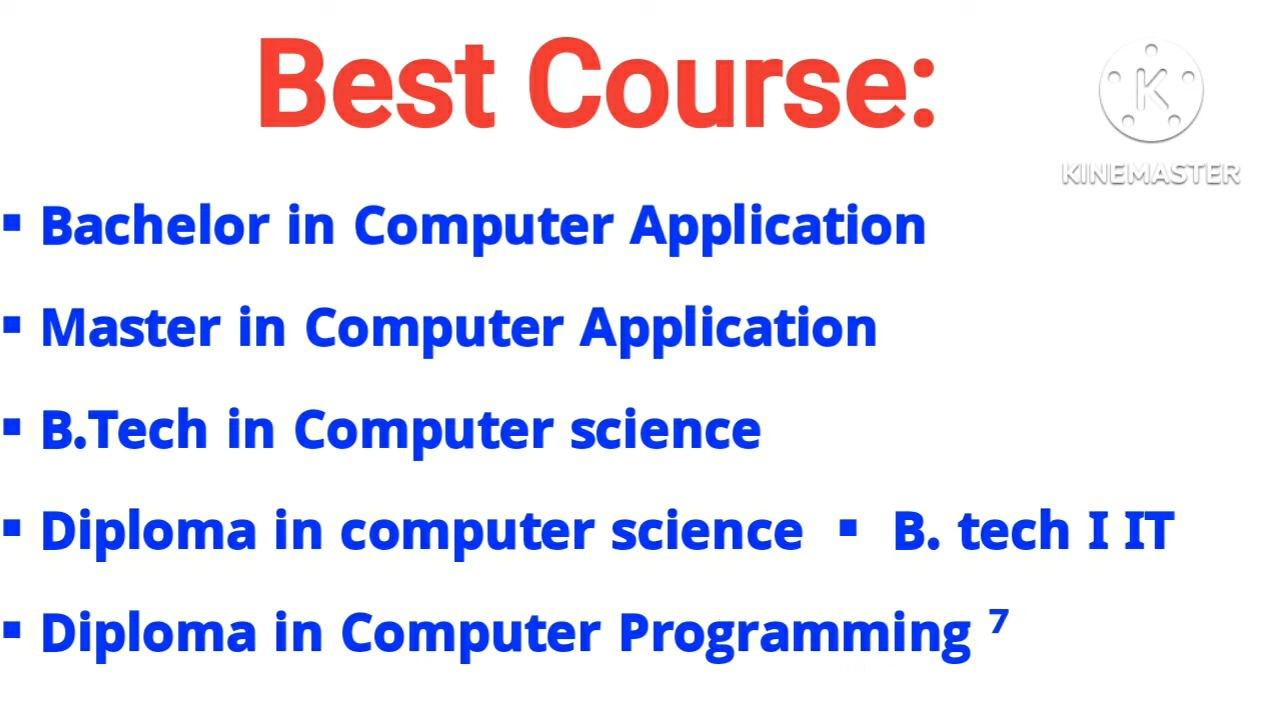 Best Course:
K
KINEMASTER
▪ Bachelor in Computer Application
▪ Master in Computer Application
▪ B.Tech in Computer science
▪ Diploma in computer science ▪ B. tech I IT
▪ Diploma in Computer Programming ⁷